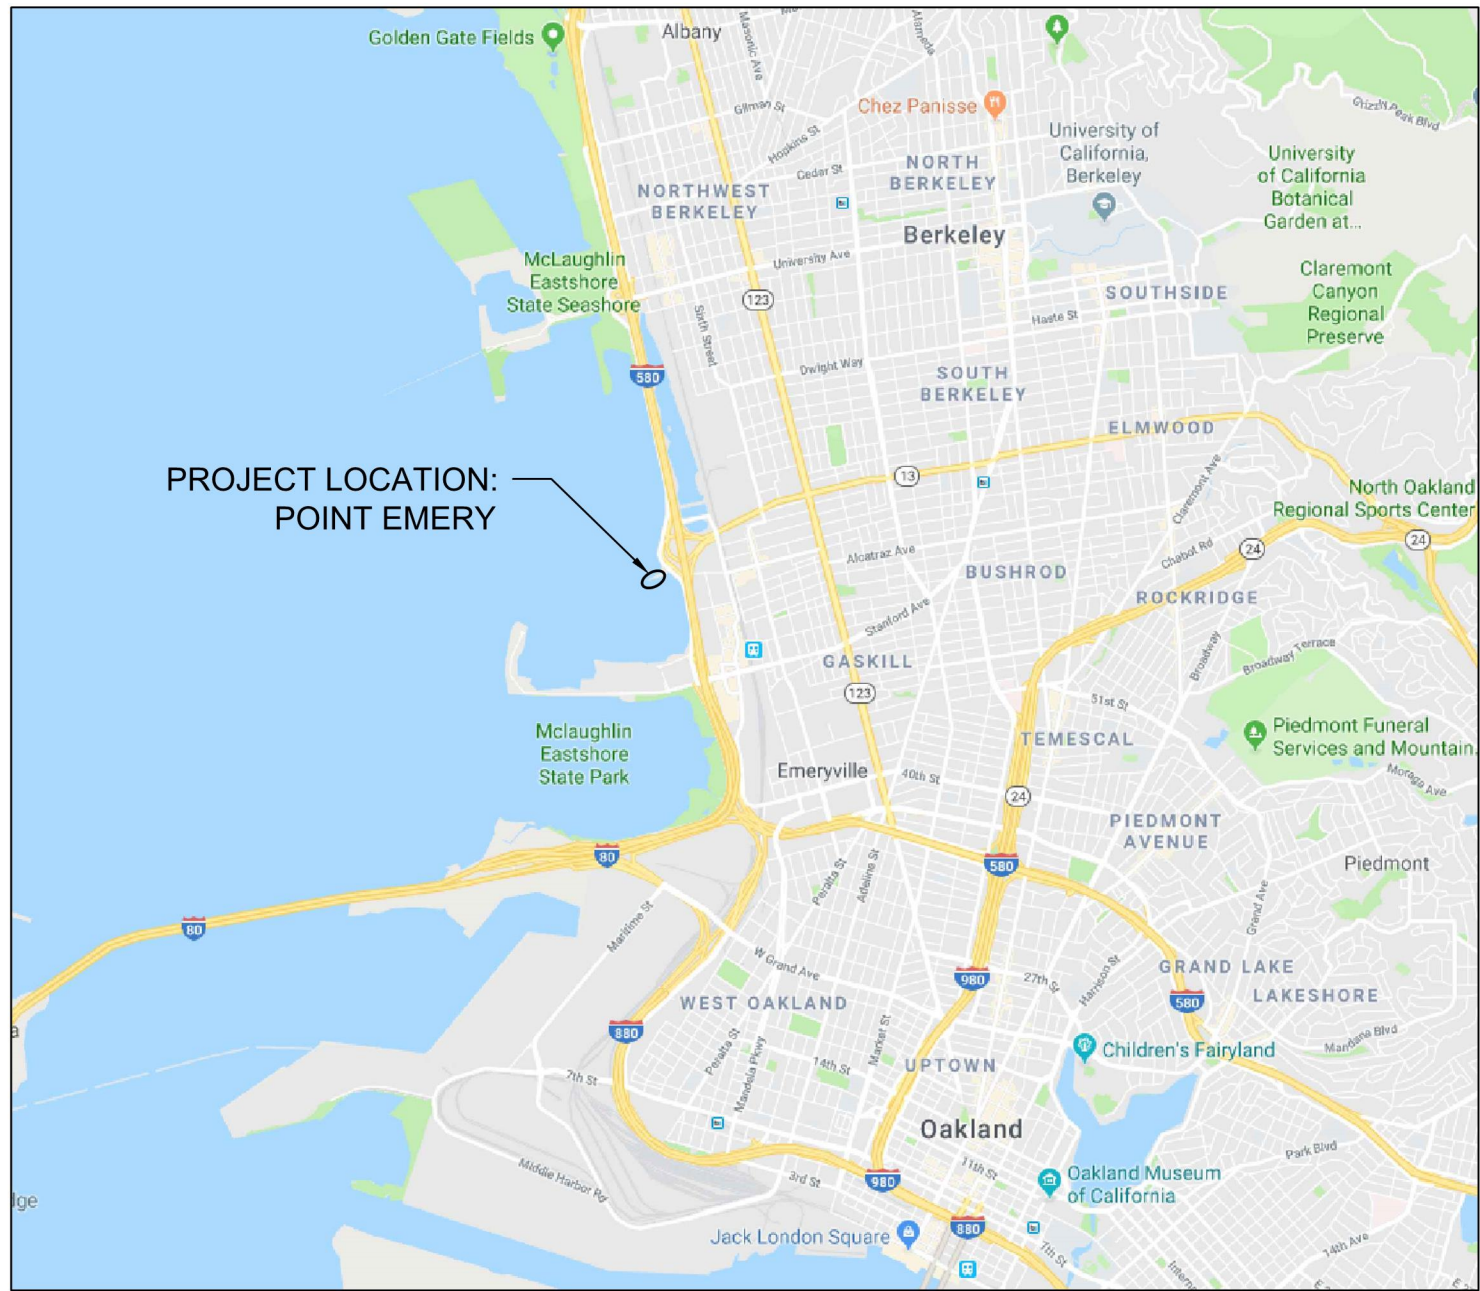 Golden Gate Fields
Albany
Masonic Ave
Gilman St
Chez Panisse
Hopkins St
Cedar St
University of
California,
Berkeley
Grizzly Peak Blvd
NORTH
BERKELEY
NORTHWEST
BERKELEY
University
of California
Botanical
Garden at...
Berkeley
McLaughlin
Eastshore
State Seashore
University Ave
Claremont
Canyon
Regional
Preserve
SOUTHSIDE
123
Sixth Street
Haste St
580
Dwight Way
SOUTH
BERKELEY
ELMWOOD
PROJECT LOCATION:
POINT EMERY
13
Claremont Ave
North Oakland
Regional Sports Center
24
24
Alcatraz Ave
Chabot Rd
BUSHROD
ROCKRIDGE
Stanford Ave
GASKILL
Broadway
Broadway Terrace
123
51st St
Mclaughlin
Eastshore
State Park
TEMESCAL
Piedmont Funeral
Services and Mountain
Emeryville
40th St
Moraga Ave
24
PIEDMONT
AVENUE
80
580
Piedmont
Peralta St
Adeline St
Grand Ave
80
Maritime St
W Grand Ave
980
27th St
Harrison St
GRAND LAKE
LAKESHORE
580
WEST OAKLAND
880
Market St
Mandana Blvd
Peralta St
Mandela Pkwy
14th St
UPTOWN
Children's Fairyland
7th St
Oakland
Park Blvd
Middle Harbor Rd
3rd St
980
11th St
Oakland Museum
of California
Jack London Square
880
7th St
14th Ave